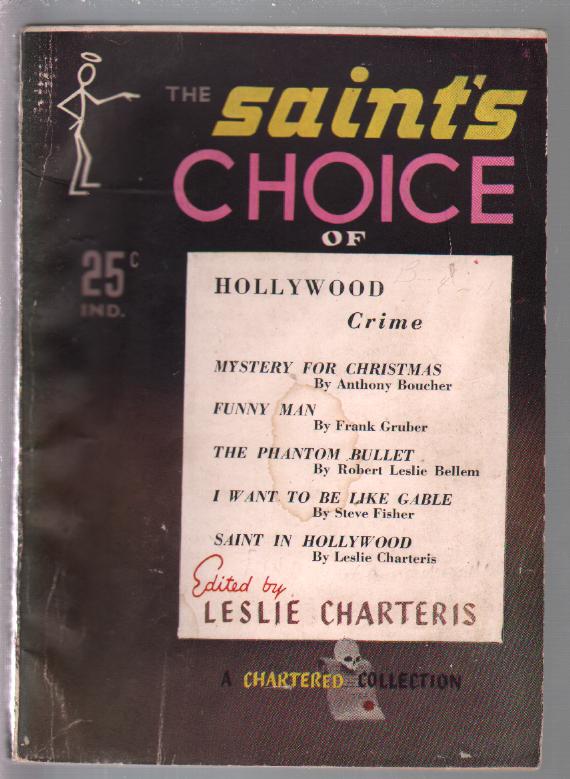 THE saint's
CHOICE
OF
25c
IND.
HOLLYWOOD
Crime
MYSTERY FOR CHRISTMAS
By Anthony Boucher
FUNNY MAN
By Frank Gruber
THE PHANTOM BULLET
By Robert Leslie Bellem
I WANT TO BE LIKE GABLE
By Steve Fisher
SAINT IN HOLLYWOOD
By Leslie Charteris
Edited by
LESLIE CHARTERIS
A CHARTERED COLLECTION